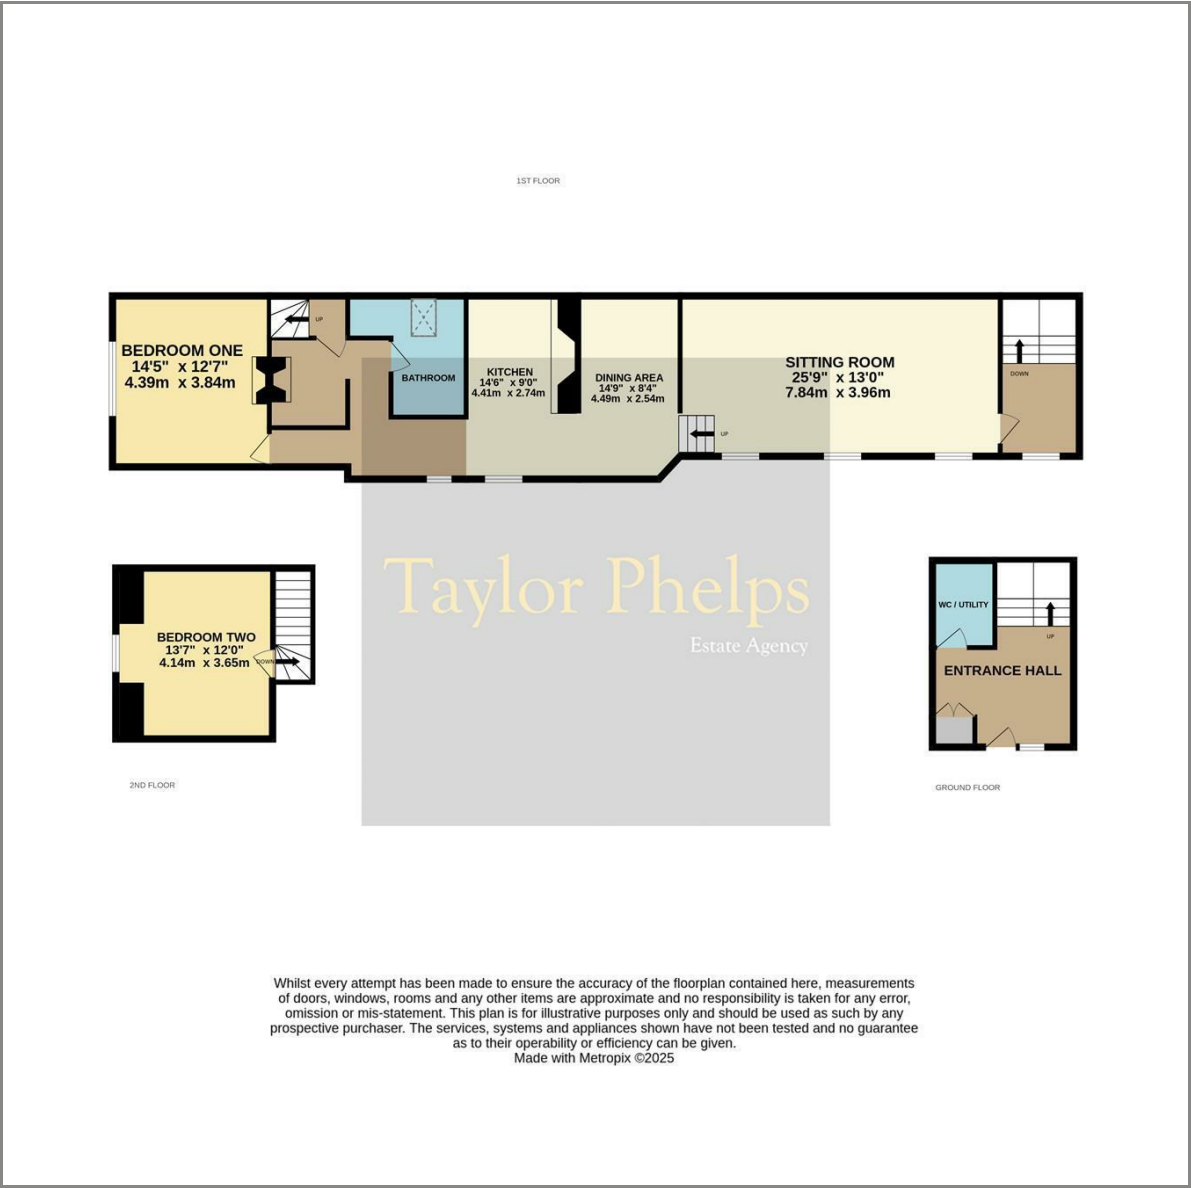 1ST FLOOR
BEDROOM ONE
14'5" x 12'7"
4.39m x 3.84m
UP
BATHROOM
KITCHEN
14'6" x 9'0"
4.41m x 2.74m
DINING AREA
14'9" x 8'4"
4.49m x 2.54m
UP
SITTING ROOM
25'9" x 13'0"
7.84m x 3.96m
DOWN
BEDROOM TWO
13'7" x 12'0"
4.14m x 3.65m
DOWN
2ND FLOOR
Taylor Phelps
Estate Agency
WC / UTILITY
UP
ENTRANCE HALL
GROUND FLOOR
Whilst every attempt has been made to ensure the accuracy of the floorplan contained here, measurements
of doors, windows, rooms and any other items are approximate and no responsibility is taken for any error,
omission or mis-statement. This plan is for illustrative purposes only and should be used as such by any
prospective purchaser. The services, systems and appliances shown have not been tested and no guarantee
as to their operability or efficiency can be given.
Made with Metropix ©2025